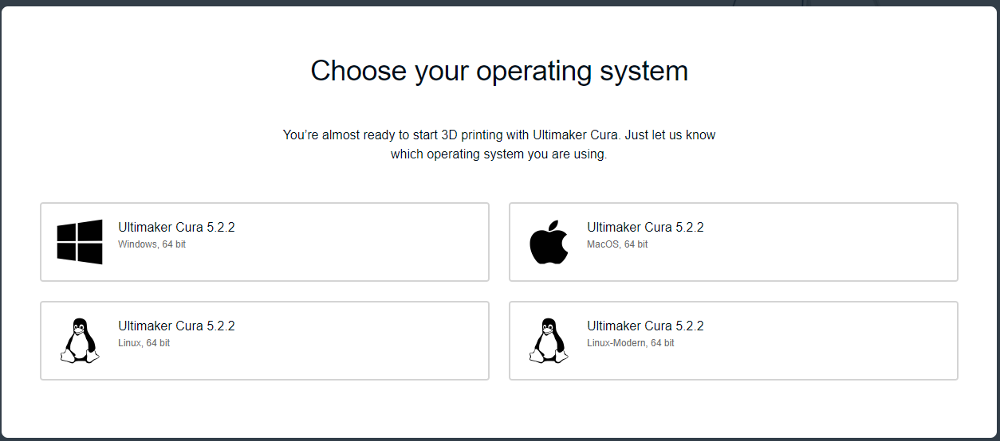 Choose your operating system
You’re almost ready to start 3D printing with Ultimaker Cura. Just let us know
which operating system you are using.
Ultimaker Cura 5.2.2
Windows, 64 bit
Ultimaker Cura 5.2.2
MacOS, 64 bit
Ultimaker Cura 5.2.2
Linux, 64 bit
Ultimaker Cura 5.2.2
Linux-Modern, 64 bit